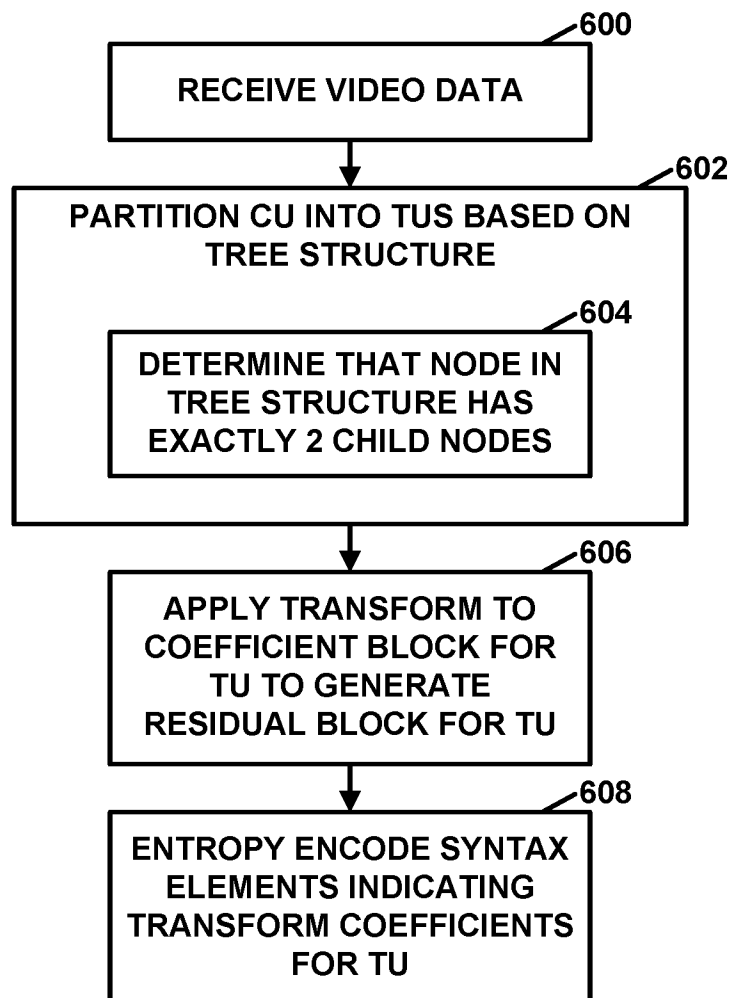 600
RECEIVE VIDEO DATA
602
PARTITION CU INTO TUS BASED ON
TREE STRUCTURE
604
DETERMINE THAT NODE IN
TREE STRUCTURE HAS
EXACTLY 2 CHILD NODES
606
APPLY TRANSFORM TO
COEFFICIENT BLOCK FOR
TU TO GENERATE
RESIDUAL BLOCK FOR TU
608
ENTROPY ENCODE SYNTAX
ELEMENTS INDICATING
TRANSFORM COEFFICIENTS
FOR TU